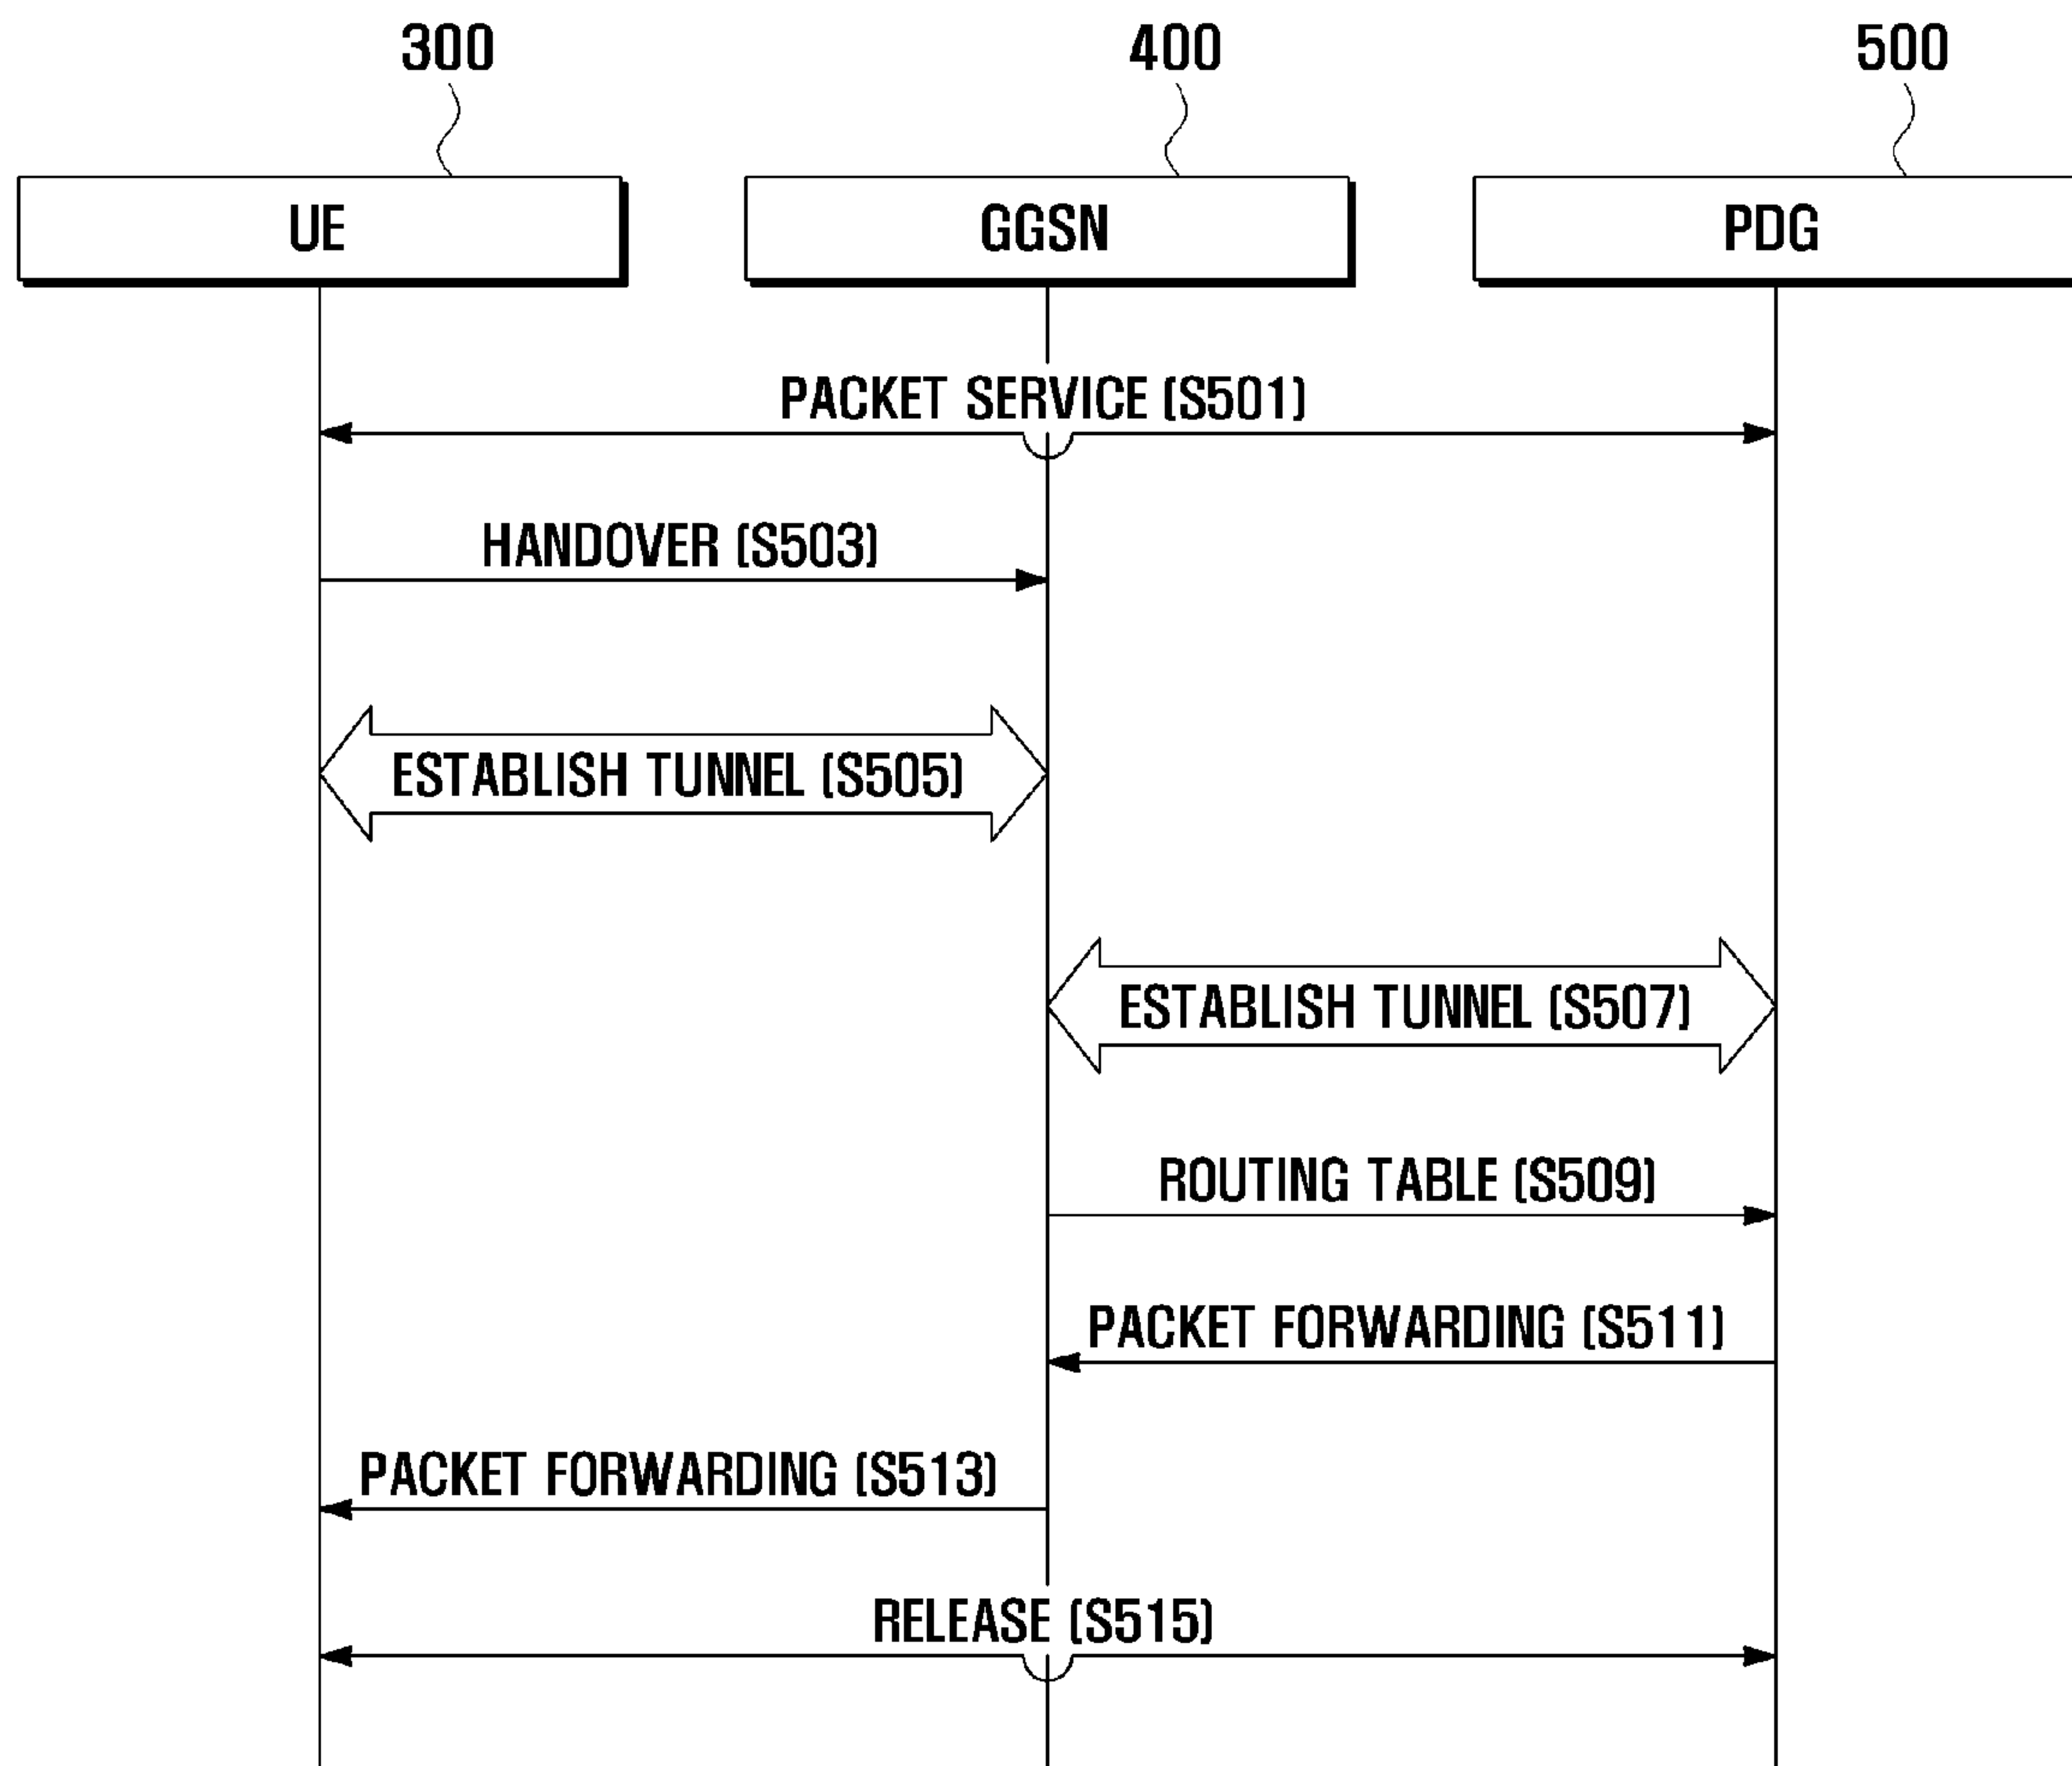 300 400 500
UE GGSN PDG
PACKET SERVICE (S501)
HANDOVER (S503)
ESTABLISH TUNNEL (S505)
ESTABLISH TUNNEL (S507)
ROUTING TABLE (S509)
PACKET FORWARDING (S511)
PACKET FORWARDING (S513)
RELEASE (S515)